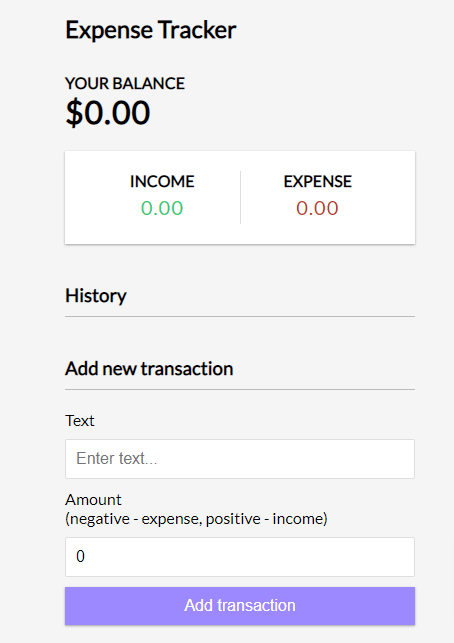 Expense Tracker
YOUR BALANCE
$0.00
INCOME EXPENSE
0.00 0.00
History
Add new transaction
Text
Enter text...
Amount
(negative - expense, positive - income)
0
Add transaction